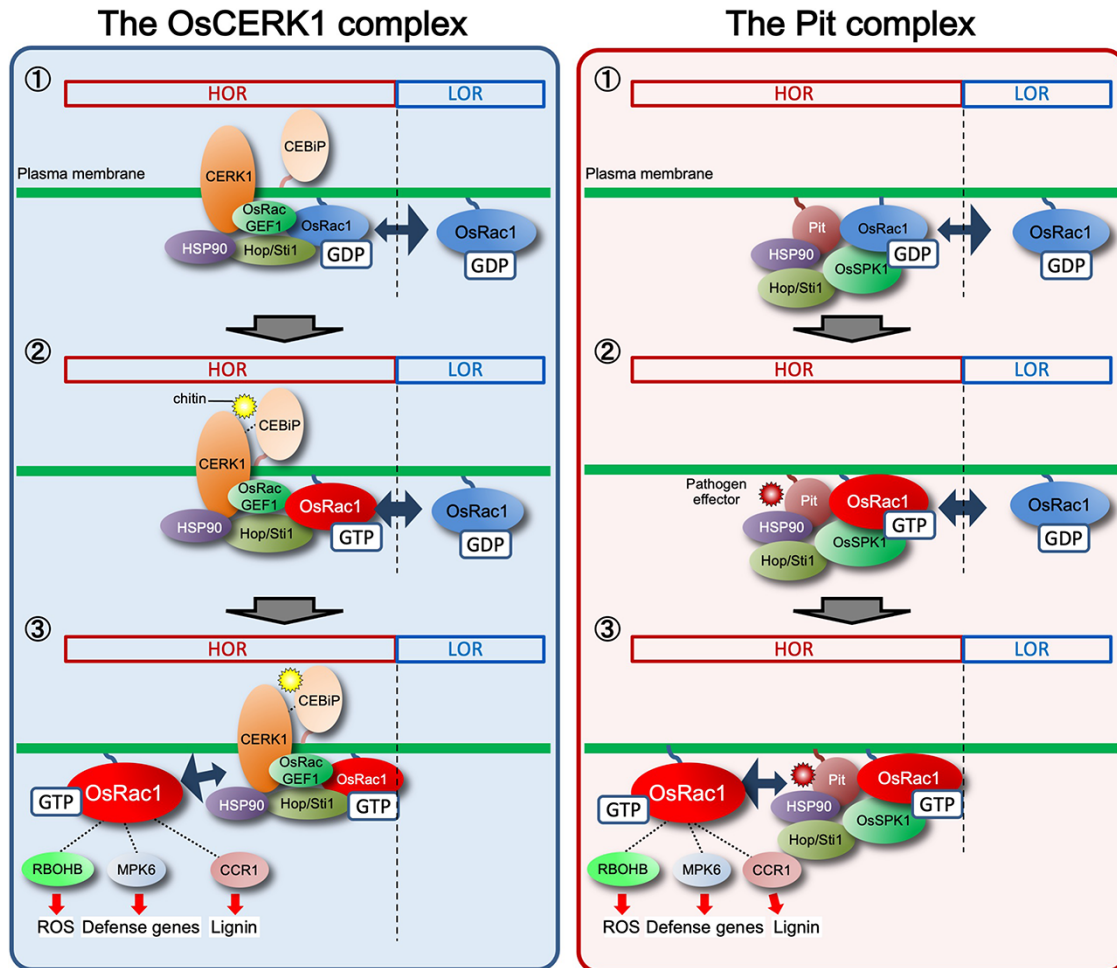 The OsCERK1 complex
①
HOR
LOR
CEBiP
CERK1
Plasma membrane
OsRac
GEF1
OsRac1
OsRac1
HSP90
Hop/Sti1
GDP
GDP
②
HOR
LOR
chitin
CEBiP
CERK1
OsRac
GEF1
OsRac1
OsRac1
HSP90
Hop/Sti1
GTP
GDP
③
HOR
LOR
CEBiP
CERK1
OsRac
GEF1
OsRac1
OsRac1
GTP
HSP90
Hop/Sti1
GTP
RBOHB
MPK6
CCR1
ROS
Defense genes
Lignin
The Pit complex
①
HOR
LOR
Plasma membrane
Pit
OsRac1
OsRac1
HSP90
GDP
GDP
OsSPK1
Hop/Sti1
②
HOR
LOR
Pathogen
effector
Pit
OsRac1
OsRac1
HSP90
GTP
GDP
OsSPK1
Hop/Sti1
③
HOR
LOR
OsRac1
Pit
OsRac1
GTP
HSP90
GTP
OsSPK1
Hop/Sti1
RBOHB
MPK6
CCR1
ROS
Defense genes
Lignin